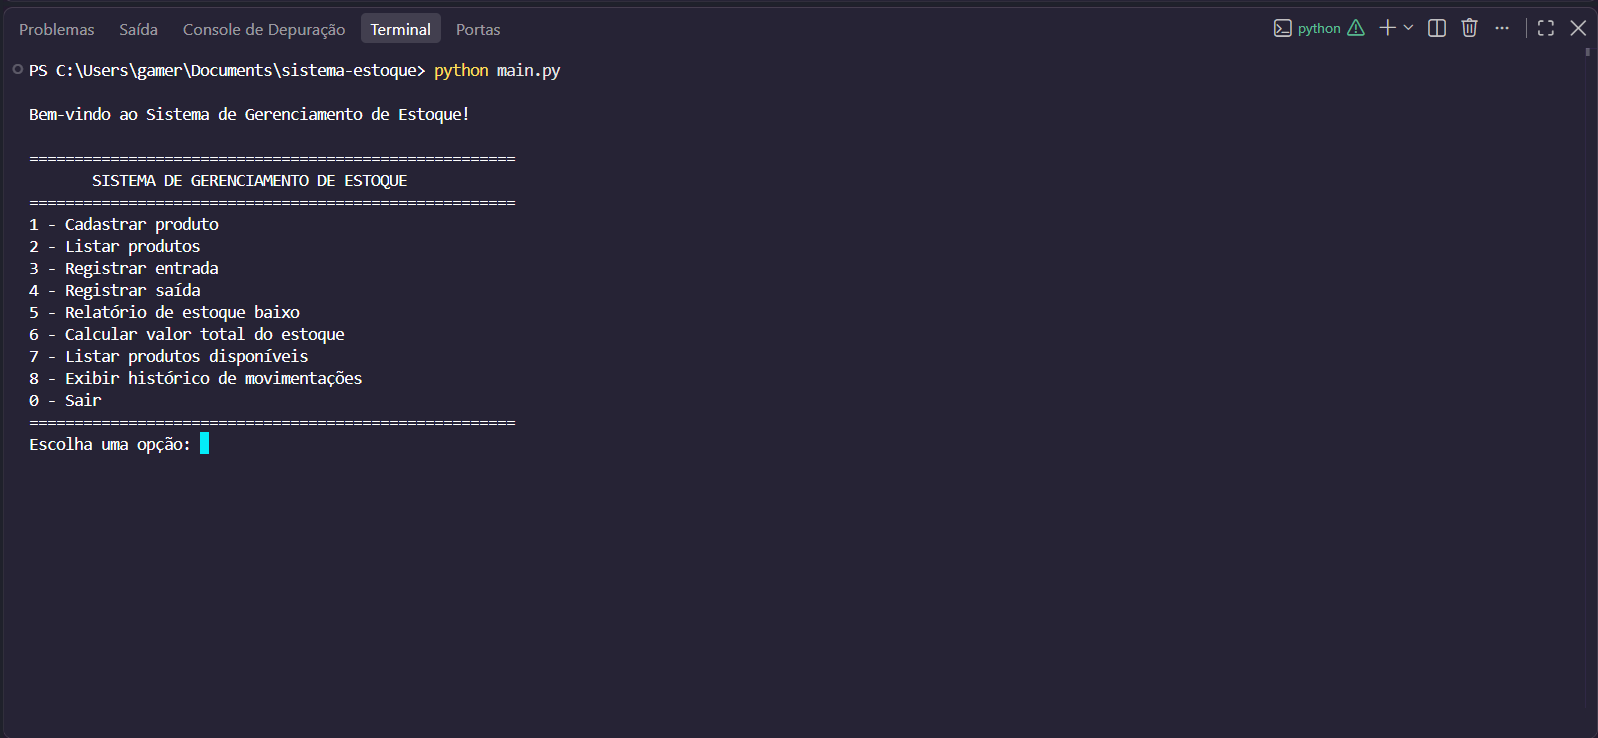 Problemas Saída Console de Depuração Terminal Portas python
PS C:\Users\gamer\Documents\sistema-estoque> python main.py
Bem-vindo ao Sistema de Gerenciamento de Estoque!
======================================================
SISTEMA DE GERENCIAMENTO DE ESTOQUE
======================================================
1 - Cadastrar produto
2 - Listar produtos
3 - Registrar entrada
4 - Registrar saída
5 - Relatório de estoque baixo
6 - Calcular valor total do estoque
7 - Listar produtos disponíveis
8 - Exibir histórico de movimentações
0 - Sair
======================================================
Escolha uma opção: